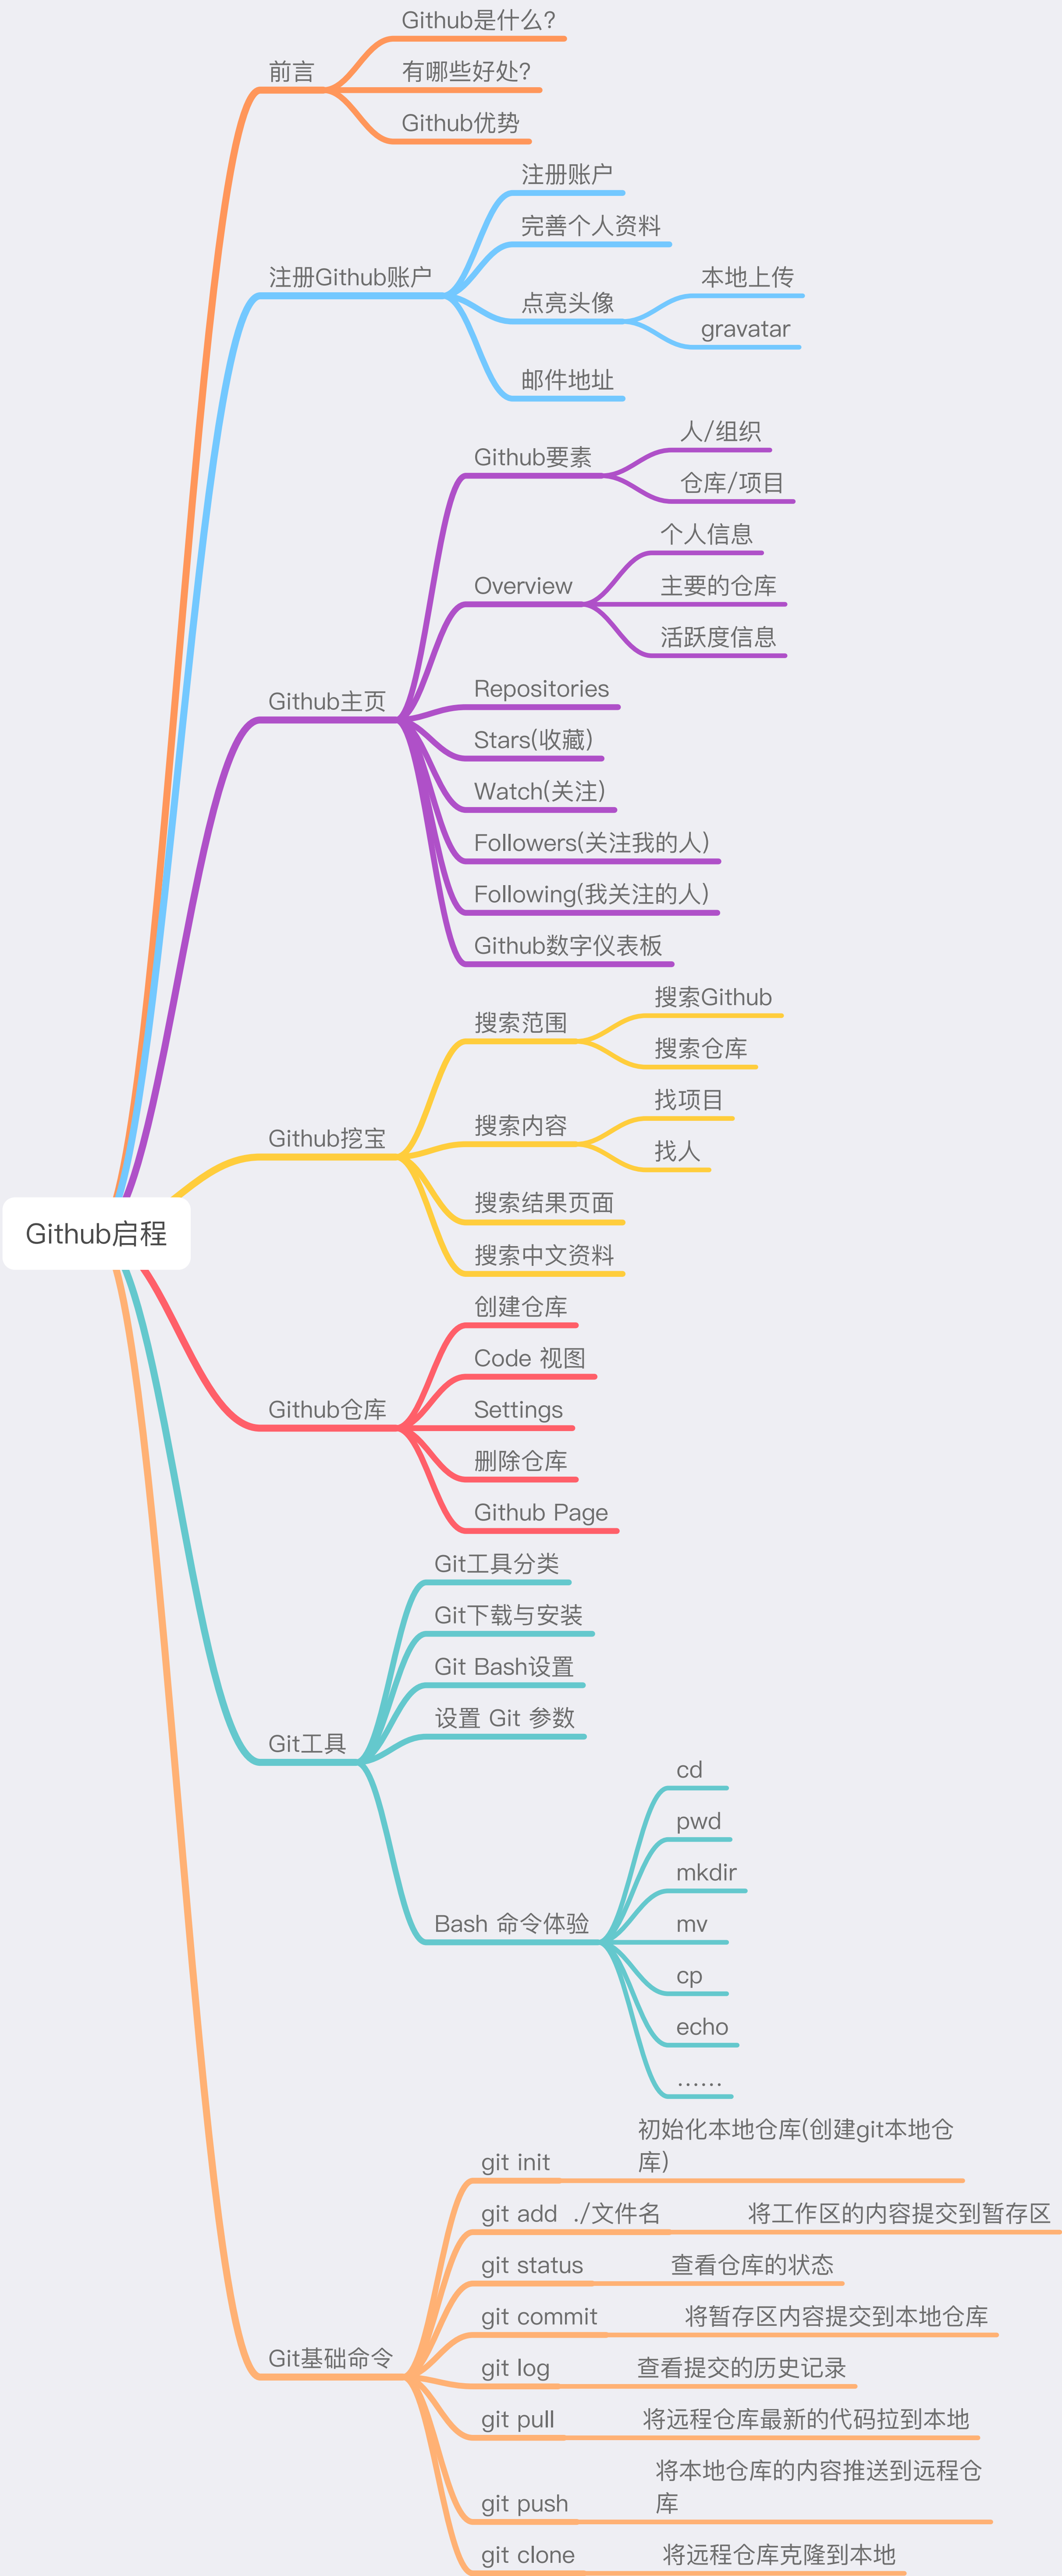 Github是什么?
前言
有哪些好处?
Github优势
注册账户
完善个人资料
注册Github账户
点亮头像
本地上传
gravatar
邮件地址
Github要素
人/组织
仓库/项目
Overview
个人信息
主要的仓库
活跃度信息
Github主页
Repositories
Stars(收藏)
Watch(关注)
Followers(关注我的人)
Following(我关注的人)
Github数字仪表板
搜索范围
搜索Github
搜索仓库
Github挖宝
搜索内容
找项目
找人
搜索结果页面
搜索中文资料
Github启程
创建仓库
Code 视图
Github仓库
Settings
删除仓库
Github Page
Git工具分类
Git下载与安装
Git Bash设置
设置 Git 参数
Git工具
Bash 命令体验
cd
pwd
mkdir
mv
cp
echo
......
Git基础命令
git init
初始化本地仓库(创建git本地仓
库)
git add ./文件名
将工作区的内容提交到暂存区
git status
查看仓库的状态
git commit
将暂存区内容提交到本地仓库
git log
查看提交的历史记录
git pull
将远程仓库最新的代码拉到本地
git push
将本地仓库的内容推送到远程仓
库
git clone
将远程仓库克隆到本地